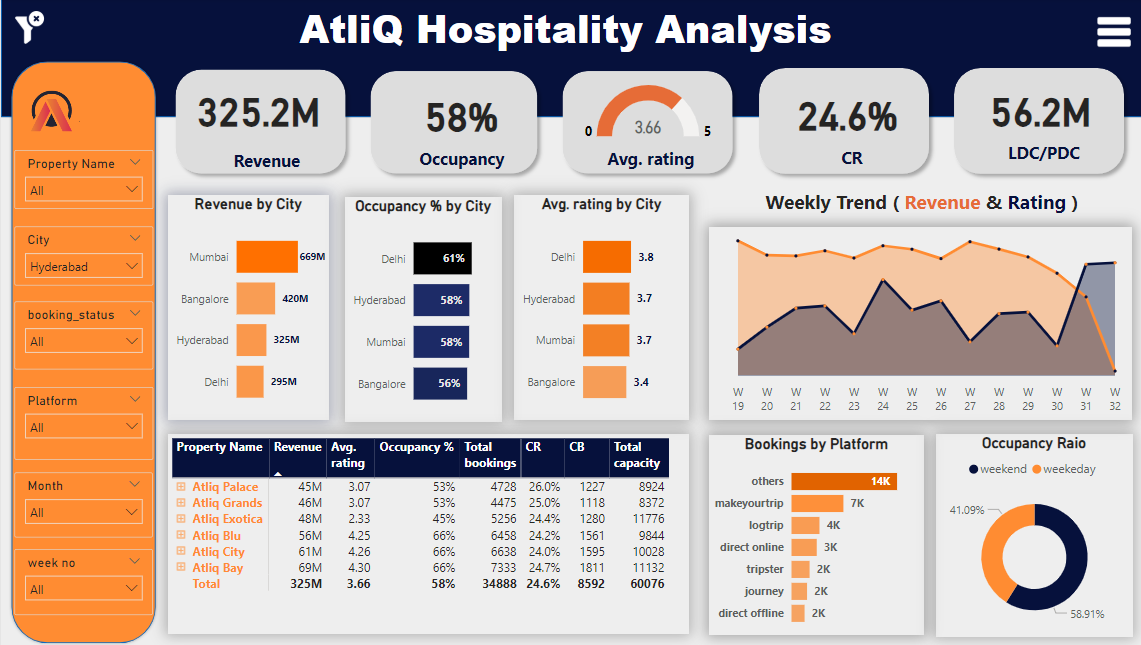 AtliQ Hospitality Analysis
Property Name
All
City
Hyderabad
booking_status
All
Platform
All
Month
All
week no
All
325.2M
Revenue
58%
Occupancy
0 3.66 5
Avg. rating
24.6%
CR
56.2M
LDC/PDC
Revenue by City
Mumbai 669M
Bangalore 420M
Hyderabad 325M
Delhi 295M
Occupancy % by City
Delhi 61%
Hyderabad 58%
Mumbai 58%
Bangalore 56%
Avg. rating by City
Delhi 3.8
Hyderabad 3.7
Mumbai 3.7
Bangalore 3.4
Weekly Trend ( Revenue & Rating )
W W W W W W W W W W W W W W
19 20 21 22 23 24 25 26 27 28 29 30 31 32
Property Name Revenue Avg. rating Occupancy % Total bookings CR CB Total capacity
Atliq Palace 45M 3.07 53% 4728 26.0% 1227 8924
Atliq Grands 46M 3.07 53% 4475 25.0% 1118 8372
Atliq Exotica 48M 2.33 45% 5256 24.4% 1280 11776
Atliq Blu 56M 4.25 66% 6458 24.2% 1561 9844
Atliq City 61M 4.26 66% 6638 24.0% 1595 10028
Atliq Bay 69M 4.30 66% 7333 24.7% 1811 11132
Total 325M 3.66 58% 34888 24.6% 8592 60076
Bookings by Platform
others 14K
makeyourtrip 7K
logtrip 4K
direct online 3K
tripster 2K
journey 2K
direct offline 2K
Occupancy Raio
weekend weekeday
41.09%
58.91%